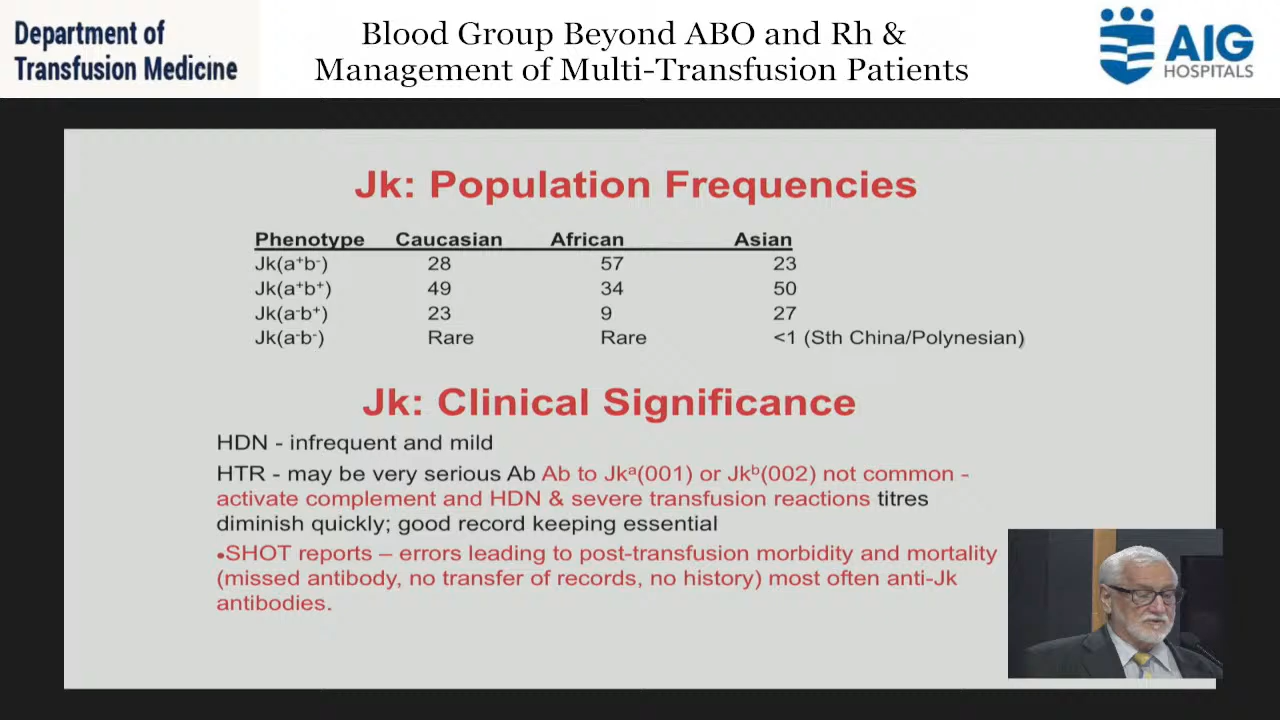 Department of
Transfusion Medicine
Blood Group Beyond ABO and Rh &
Management of Multi-Transfusion Patients
AIG
HOSPITALS
Jk: Population Frequencies
Phenotype Caucasian African Asian
Jk(a⁺b⁻) 28 57 23
Jk(a⁺b⁺) 49 34 50
Jk(a⁻b⁺) 23 9 27
Jk(a⁻b⁻) Rare Rare <1 (Sth China/Polynesian)
Jk: Clinical Significance
HDN - infrequent and mild
HTR - may be very serious Ab Ab to Jkᵃ(001) or Jkᵇ(002) not common -
activate complement and HDN & severe transfusion reactions titres
diminish quickly; good record keeping essential
•SHOT reports – errors leading to post-transfusion morbidity and mortality
(missed antibody, no transfer of records, no history) most often anti-Jk
antibodies.